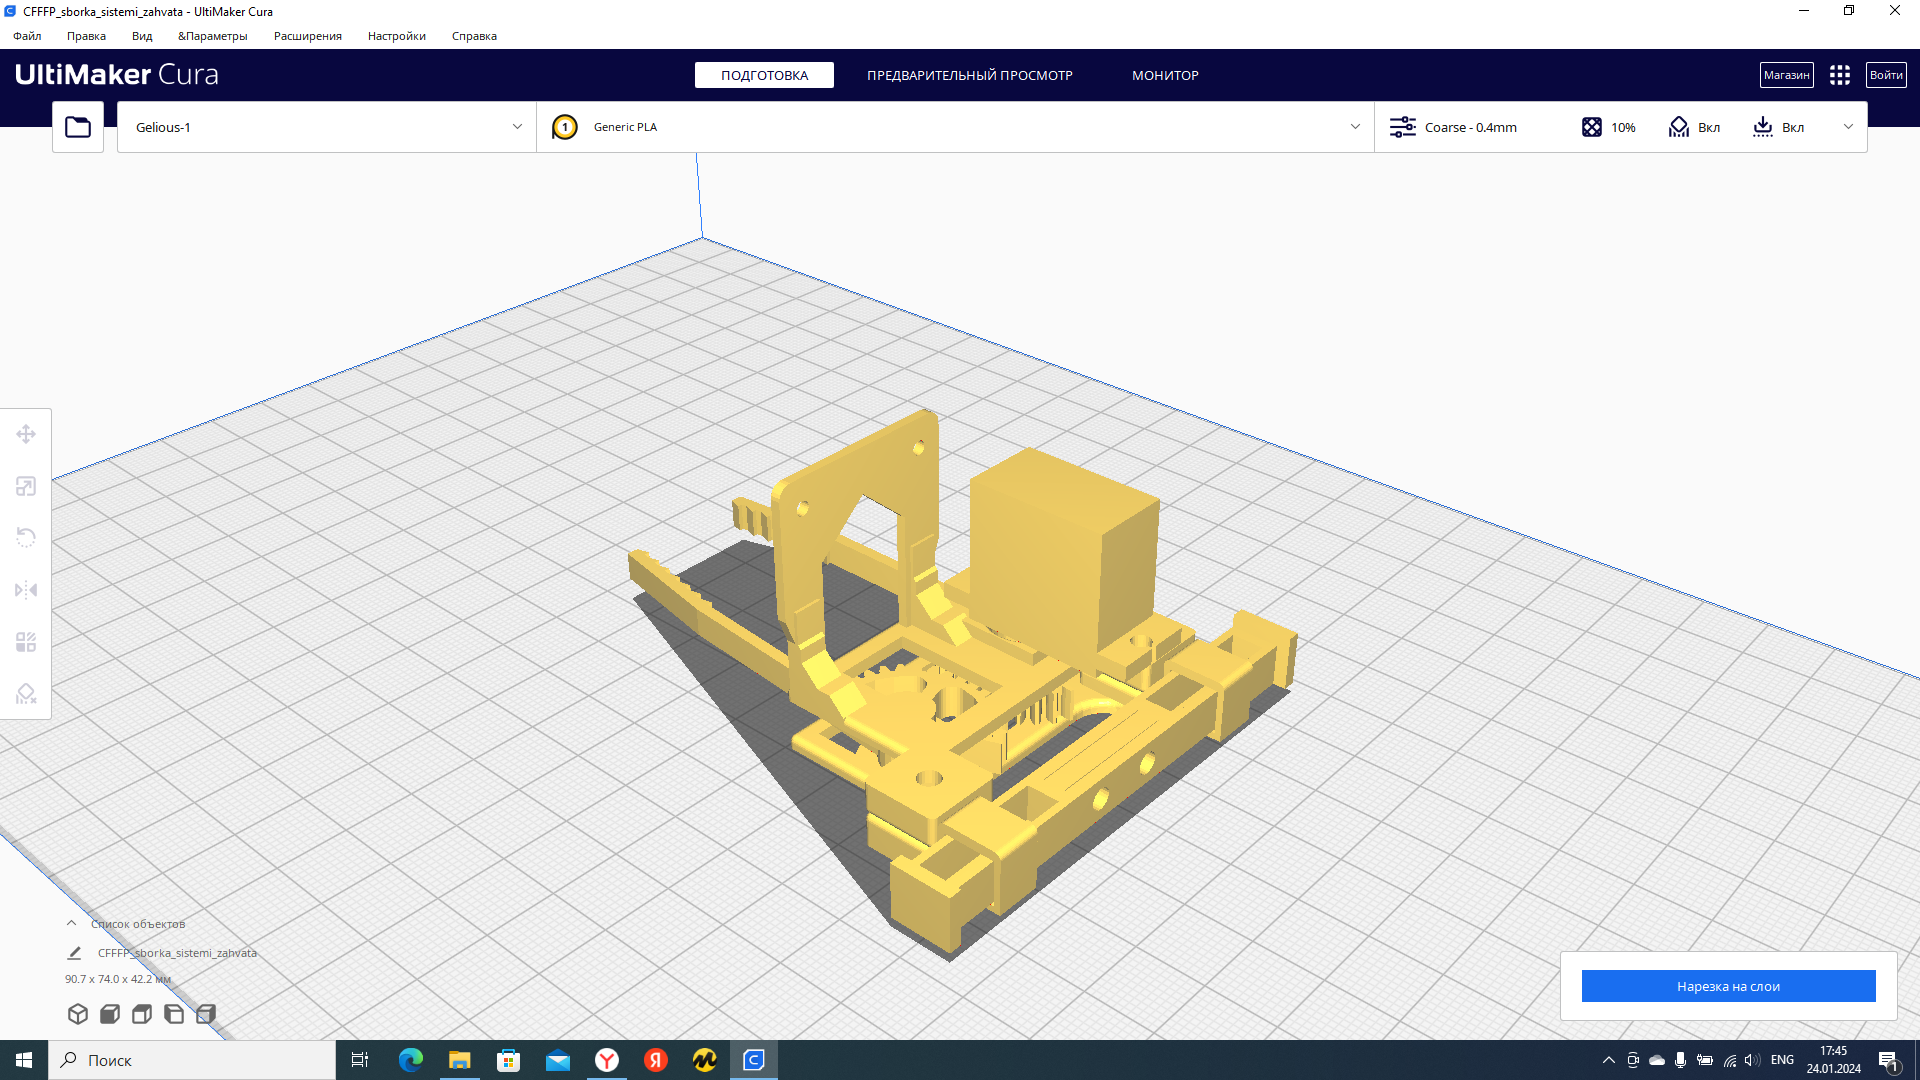 CFFFP_sborka_sistemi_zahvata - UltiMaker Cura
Файл Правка Вид &Параметры Расширения Настройки Справка
UltiMaker Cura
ПОДГОТОВКА ПРЕДВАРИТЕЛЬНЫЙ ПРОСМОТР МОНИТОР
Магазин Войти
Gelious-1 1 Generic PLA Coarse - 0.4mm 10% Вкл Вкл
Список объектов
CFFFP_sborka_sistemi_zahvata
90.7 x 74.0 x 42.2 мм
Нарезка на слои
Поиск
ENG
17:45
24.01.2024
1